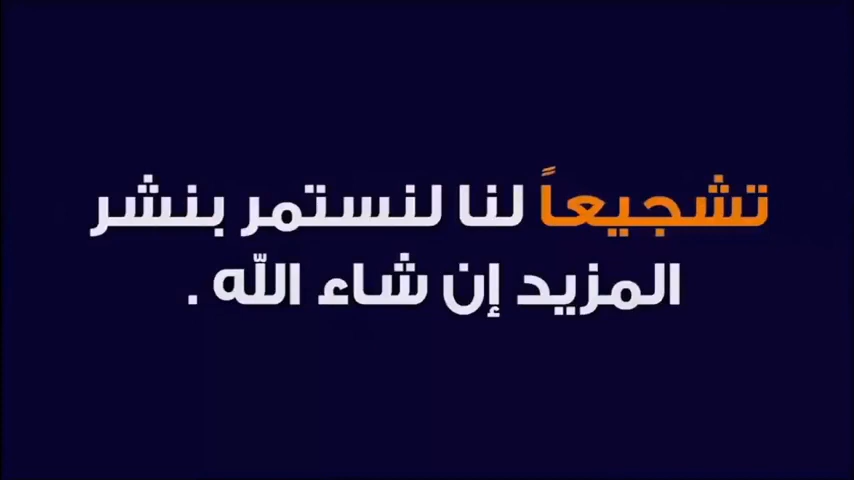 تشجيعاً لنا لنستمر بنشر
المزيد إن شاء الله .